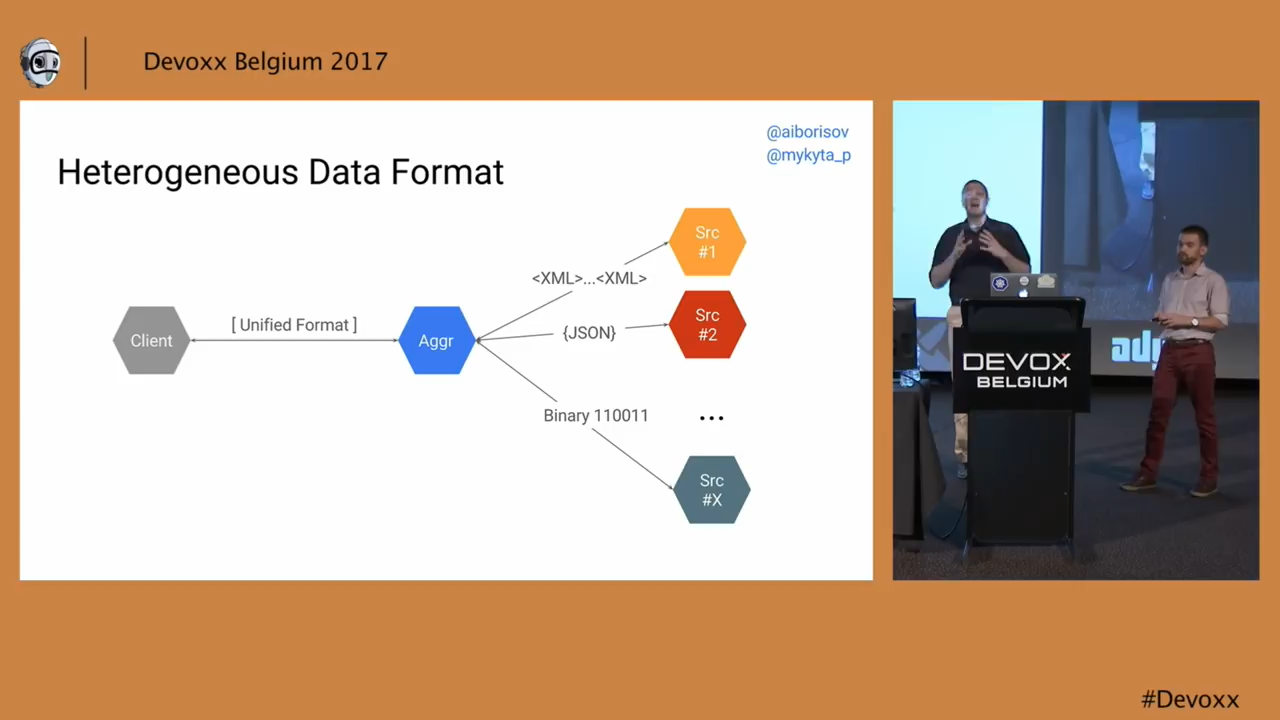 Devoxx Belgium 2017
@aiborisov
@mykyta_p
Heterogeneous Data Format
Src
#1
<XML>...<XML>
[ Unified Format ]
Src
#2
{JSON}
Client
Aggr
Binary 110011
...
Src
#X
DEVOXX
BELGIUM
#Devoxx